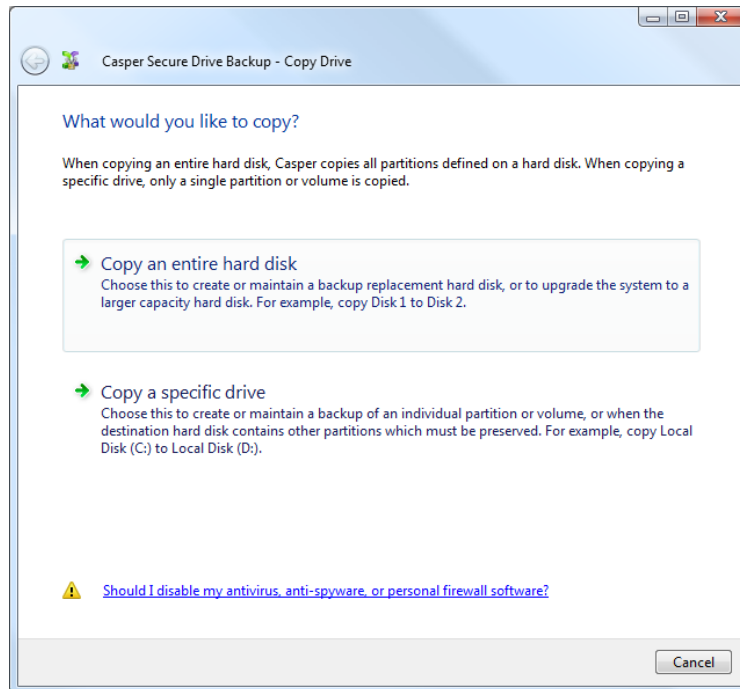 Casper Secure Drive Backup - Copy Drive
What would you like to copy?
When copying an entire hard disk, Casper copies all partitions defined on a hard disk. When copying a
specific drive, only a single partition or volume is copied.
Copy an entire hard disk
Choose this to create or maintain a backup replacement hard disk, or to upgrade the system to a
larger capacity hard disk. For example, copy Disk 1 to Disk 2.
Copy a specific drive
Choose this to create or maintain a backup of an individual partition or volume, or when the
destination hard disk contains other partitions which must be preserved. For example, copy Local
Disk (C:) to Local Disk (D:).
Should I disable my antivirus, anti-spyware, or personal firewall software?
Cancel